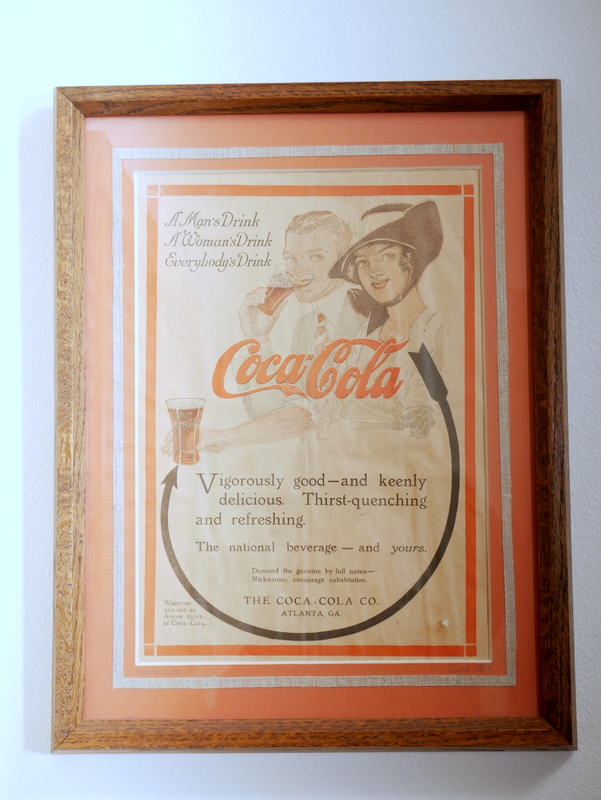 A Man's Drink
A Woman's Drink
Everybody's Drink
Coca-Cola
Vigorously good—and keenly
delicious. Thirst-quenching
and refreshing.
The national beverage — and yours.
Demand the genuine by full name—
Nicknames encourage substitution.
THE COCA-COLA CO.
ATLANTA, GA.
Whenever
you see an
Arrow think
of Coca-Cola.